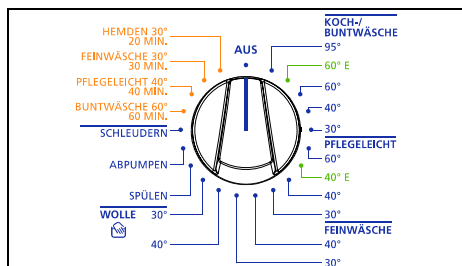 AUS
KOCH-/
BUNTWÄSCHE
95°
60° E
60°
40°
30°
PFLEGELEICHT
60°
40° E
40°
30°
FEINWÄSCHE
40°
30°
HEMDEN 30°
20 MIN.
FEINWÄSCHE 30°
30 MIN.
PFLEGELEICHT 40°
40 MIN.
BUNTWÄSCHE 60°
60 MIN.
SCHLEUDERN
ABPUMPEN
SPÜLEN
WOLLE 30°
40°